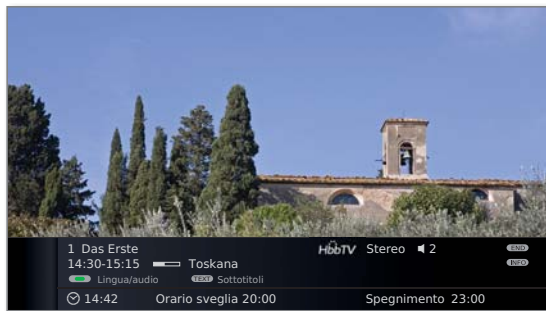 1 Das Erste HbbTV Stereo 2 END
14:30-15:15 Toskana INFO
Lingua/audio TEXT Sottotitoli
14:42 Orario sveglia 20:00 Spegnimento 23:00